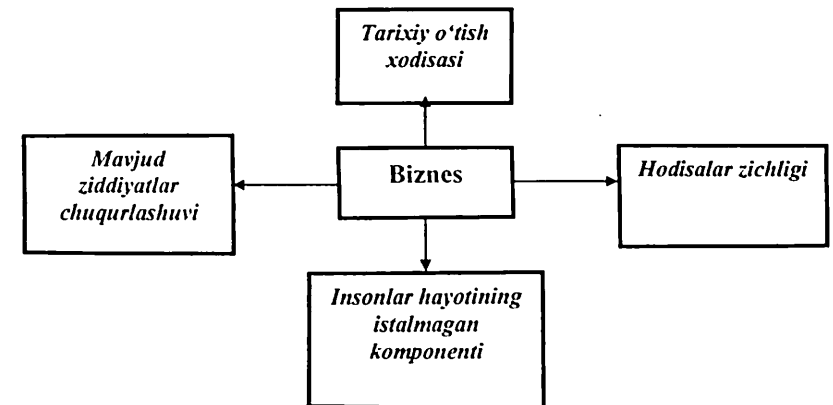 Tarixiy o‘tish
xodisasi
Mavjud
ziddiyatlar
chuqurlashuvi
Biznes
Hodisalar zichligi
Insonlar hayotining
istalmagan
komponenti